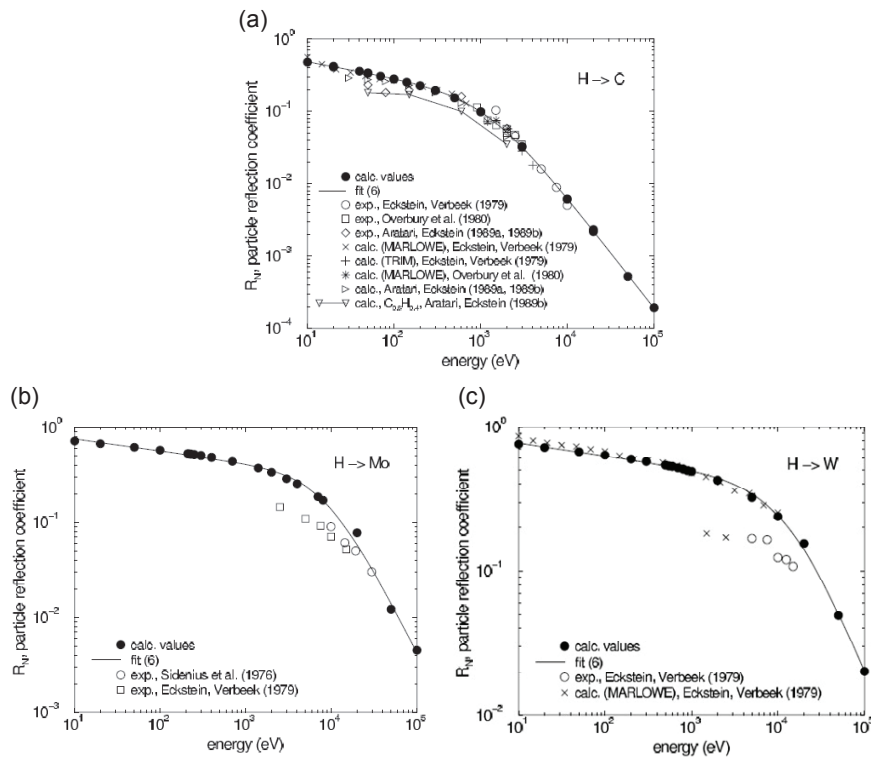 (a)
10⁰
10⁻¹
10⁻²
10⁻³
10⁻⁴
R_N, particle reflection coefficient
H –> C
calc. values
fit (6)
exp., Eckstein, Verbeek (1979)
exp., Overbury et al. (1980)
exp., Aratari, Eckstein (1989a, 1989b)
calc. (MARLOWE), Eckstein, Verbeek (1979)
calc. (TRIM), Eckstein, Verbeek (1979)
calc. (MARLOWE), Overbury et al. (1980)
calc., Aratari, Eckstein (1989a, 1989b)
calc., C₀.₆H₀.₄, Aratari, Eckstein (1989b)
10¹ 10² 10³ 10⁴ 10⁵
energy (eV)
(b)
10⁰
10⁻¹
10⁻²
10⁻³
R_N, particle reflection coefficient
H –> Mo
calc. values
fit (6)
exp., Sidenius et al. (1976)
exp., Eckstein, Verbeek (1979)
10¹ 10² 10³ 10⁴ 10⁵
energy (eV)
(c)
10⁰
10⁻¹
10⁻²
R_N, particle reflection coefficient
H –> W
calc. values
fit (6)
exp., Eckstein, Verbeek (1979)
calc. (MARLOWE), Eckstein, Verbeek (1979)
10¹ 10² 10³ 10⁴ 10⁵
energy (eV)